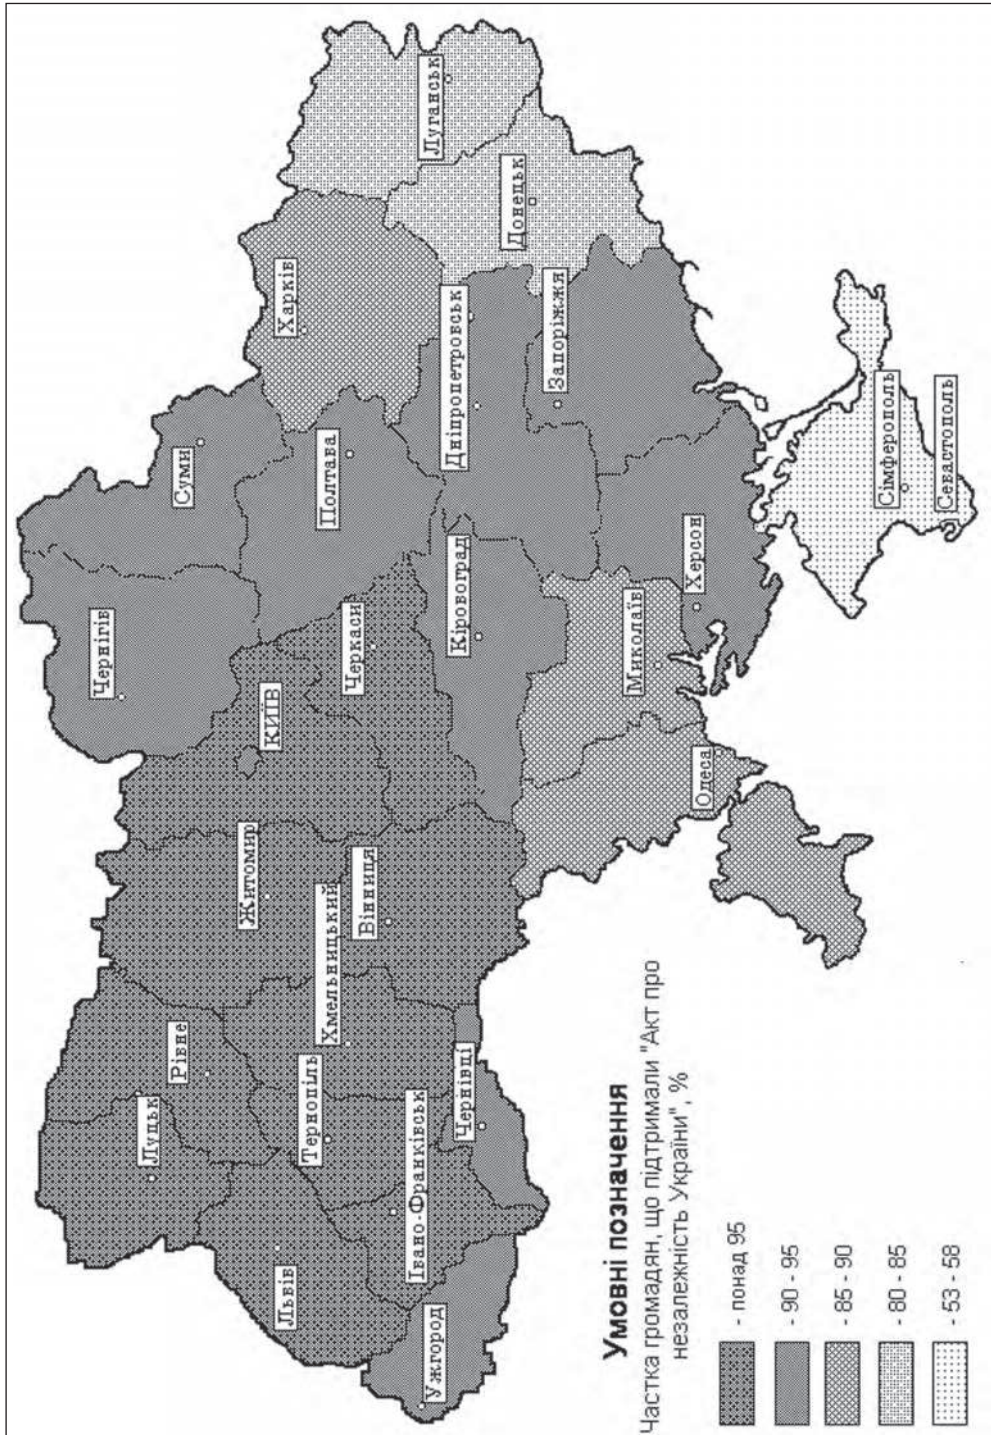 Луцьк
Рівне
Чернігів
Суми
Житомир
КИЇВ
Харків
Львів
Тернопіль
Хмельницький
Вінниця
Черкаси
Полтава
Луганськ
Ужгород
Івано-Франківськ
Чернівці
Кіровоград
Дніпропетровськ
Донецьк
Запоріжжя
Миколаїв
Херсон
Одеса
Сімферополь
Севастополь
Умовні позначення
Частка громадян, що підтримали "Акт про
незалежність України", %
- понад 95
- 90 - 95
- 85 - 90
- 80 - 85
- 53 - 58